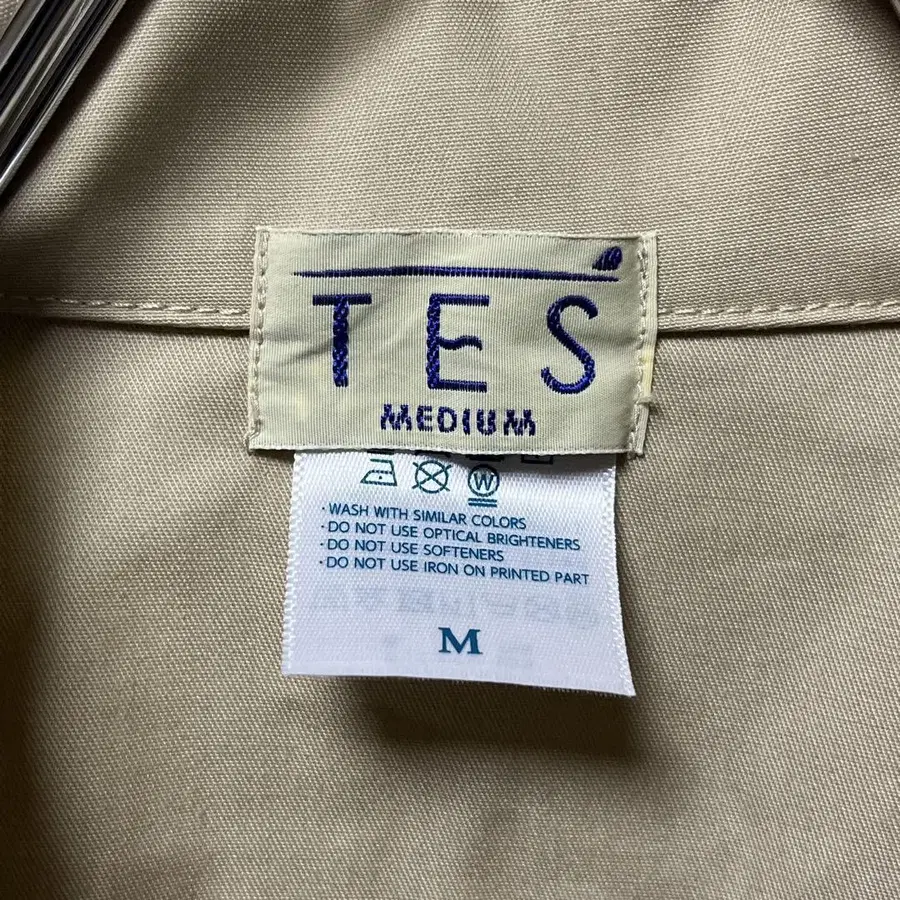 TES
MEDIUM
W
· WASH WITH SIMILAR COLORS
· DO NOT USE OPTICAL BRIGHTENERS
· DO NOT USE SOFTENERS
· DO NOT USE IRON ON PRINTED PART
M